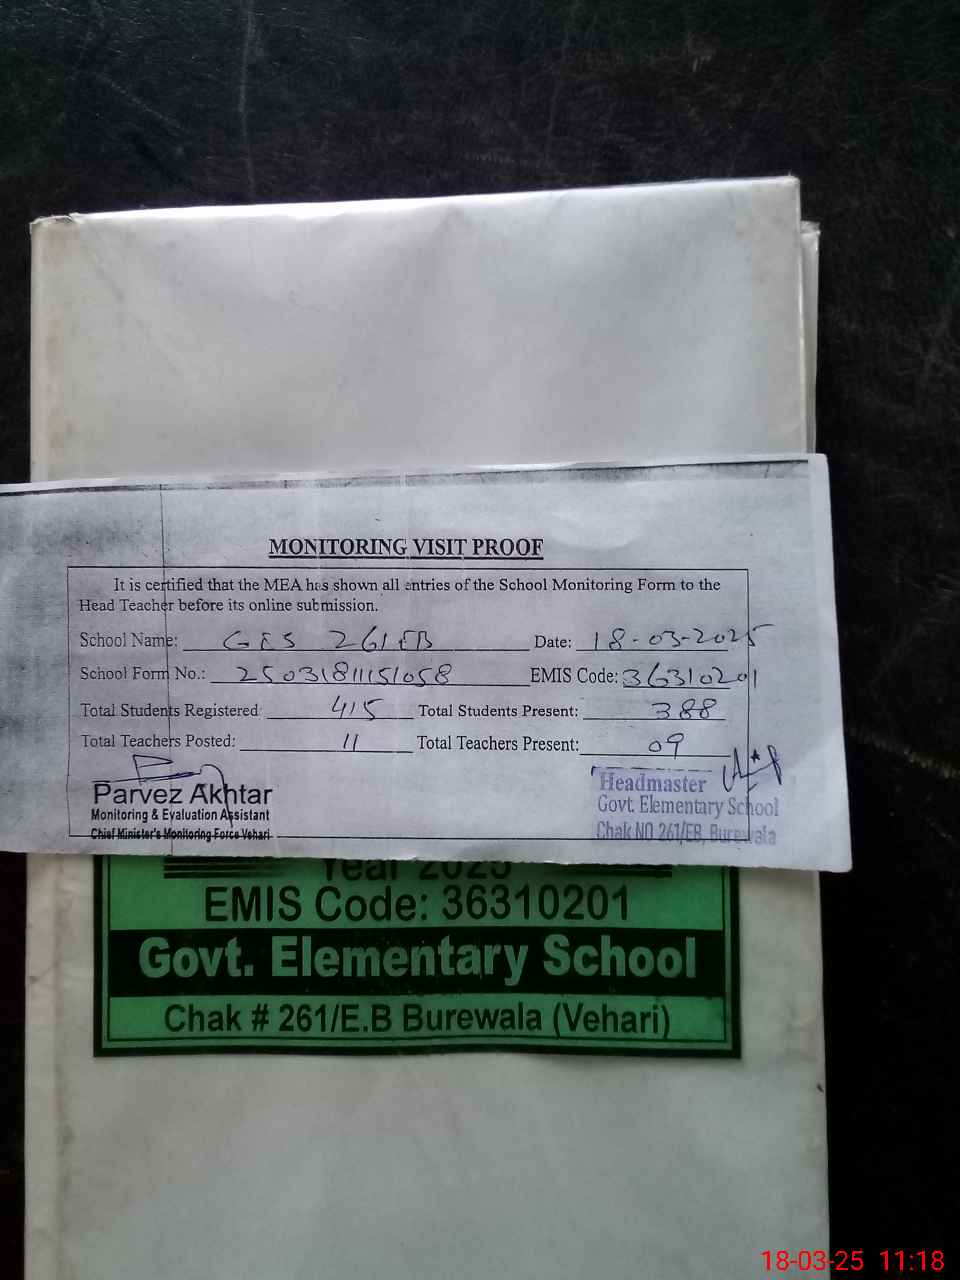 MONITORING VISIT PROOF
It is certified that the MEA has shown all entries of the School Monitoring Form to the
Head Teacher before its online submission.
School Name: GES 261EB Date: 18-03-2025
School Form No.: 25031811151058 EMIS Code: 36310201
Total Students Registered 415 Total Students Present: 388
Total Teachers Posted: 11 Total Teachers Present: 09
Parvez Akhtar
Monitoring & Evaluation Assistant
Chief Minister's Monitoring Force Vehari
Headmaster
Govt. Elementary School
Chak NO 261/EB, Burewala
Year 2025
EMIS Code: 36310201
Govt. Elementary School
Chak # 261/E.B Burewala (Vehari)
18-03-25 11:18